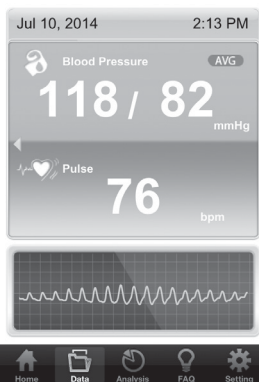 Jul 10, 2014 2:13 PM
Blood Pressure AVG
118 / 82
mmHg
Pulse
76
bpm
Home Data Analysis FAQ Setting